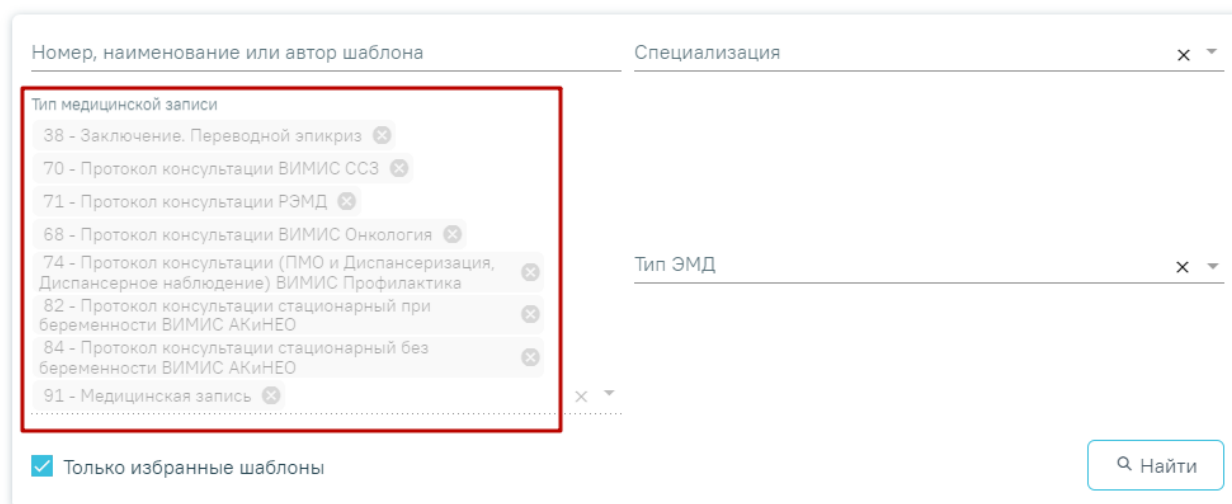 Номер, наименование или автор шаблона
Специализация
Тип медицинской записи
38 - Заключение. Переводной эпикриз
70 - Протокол консультации ВИМИС ССЗ
71 - Протокол консультации РЭМД
68 - Протокол консультации ВИМИС Онкология
74 - Протокол консультации (ПМО и Диспансеризация,
Диспансерное наблюдение) ВИМИС Профилактика
82 - Протокол консультации стационарный при
беременности ВИМИС АКиНЕО
84 - Протокол консультации стационарный без
беременности ВИМИС АКиНЕО
91 - Медицинская запись
Тип ЭМД
Только избранные шаблоны
Найти